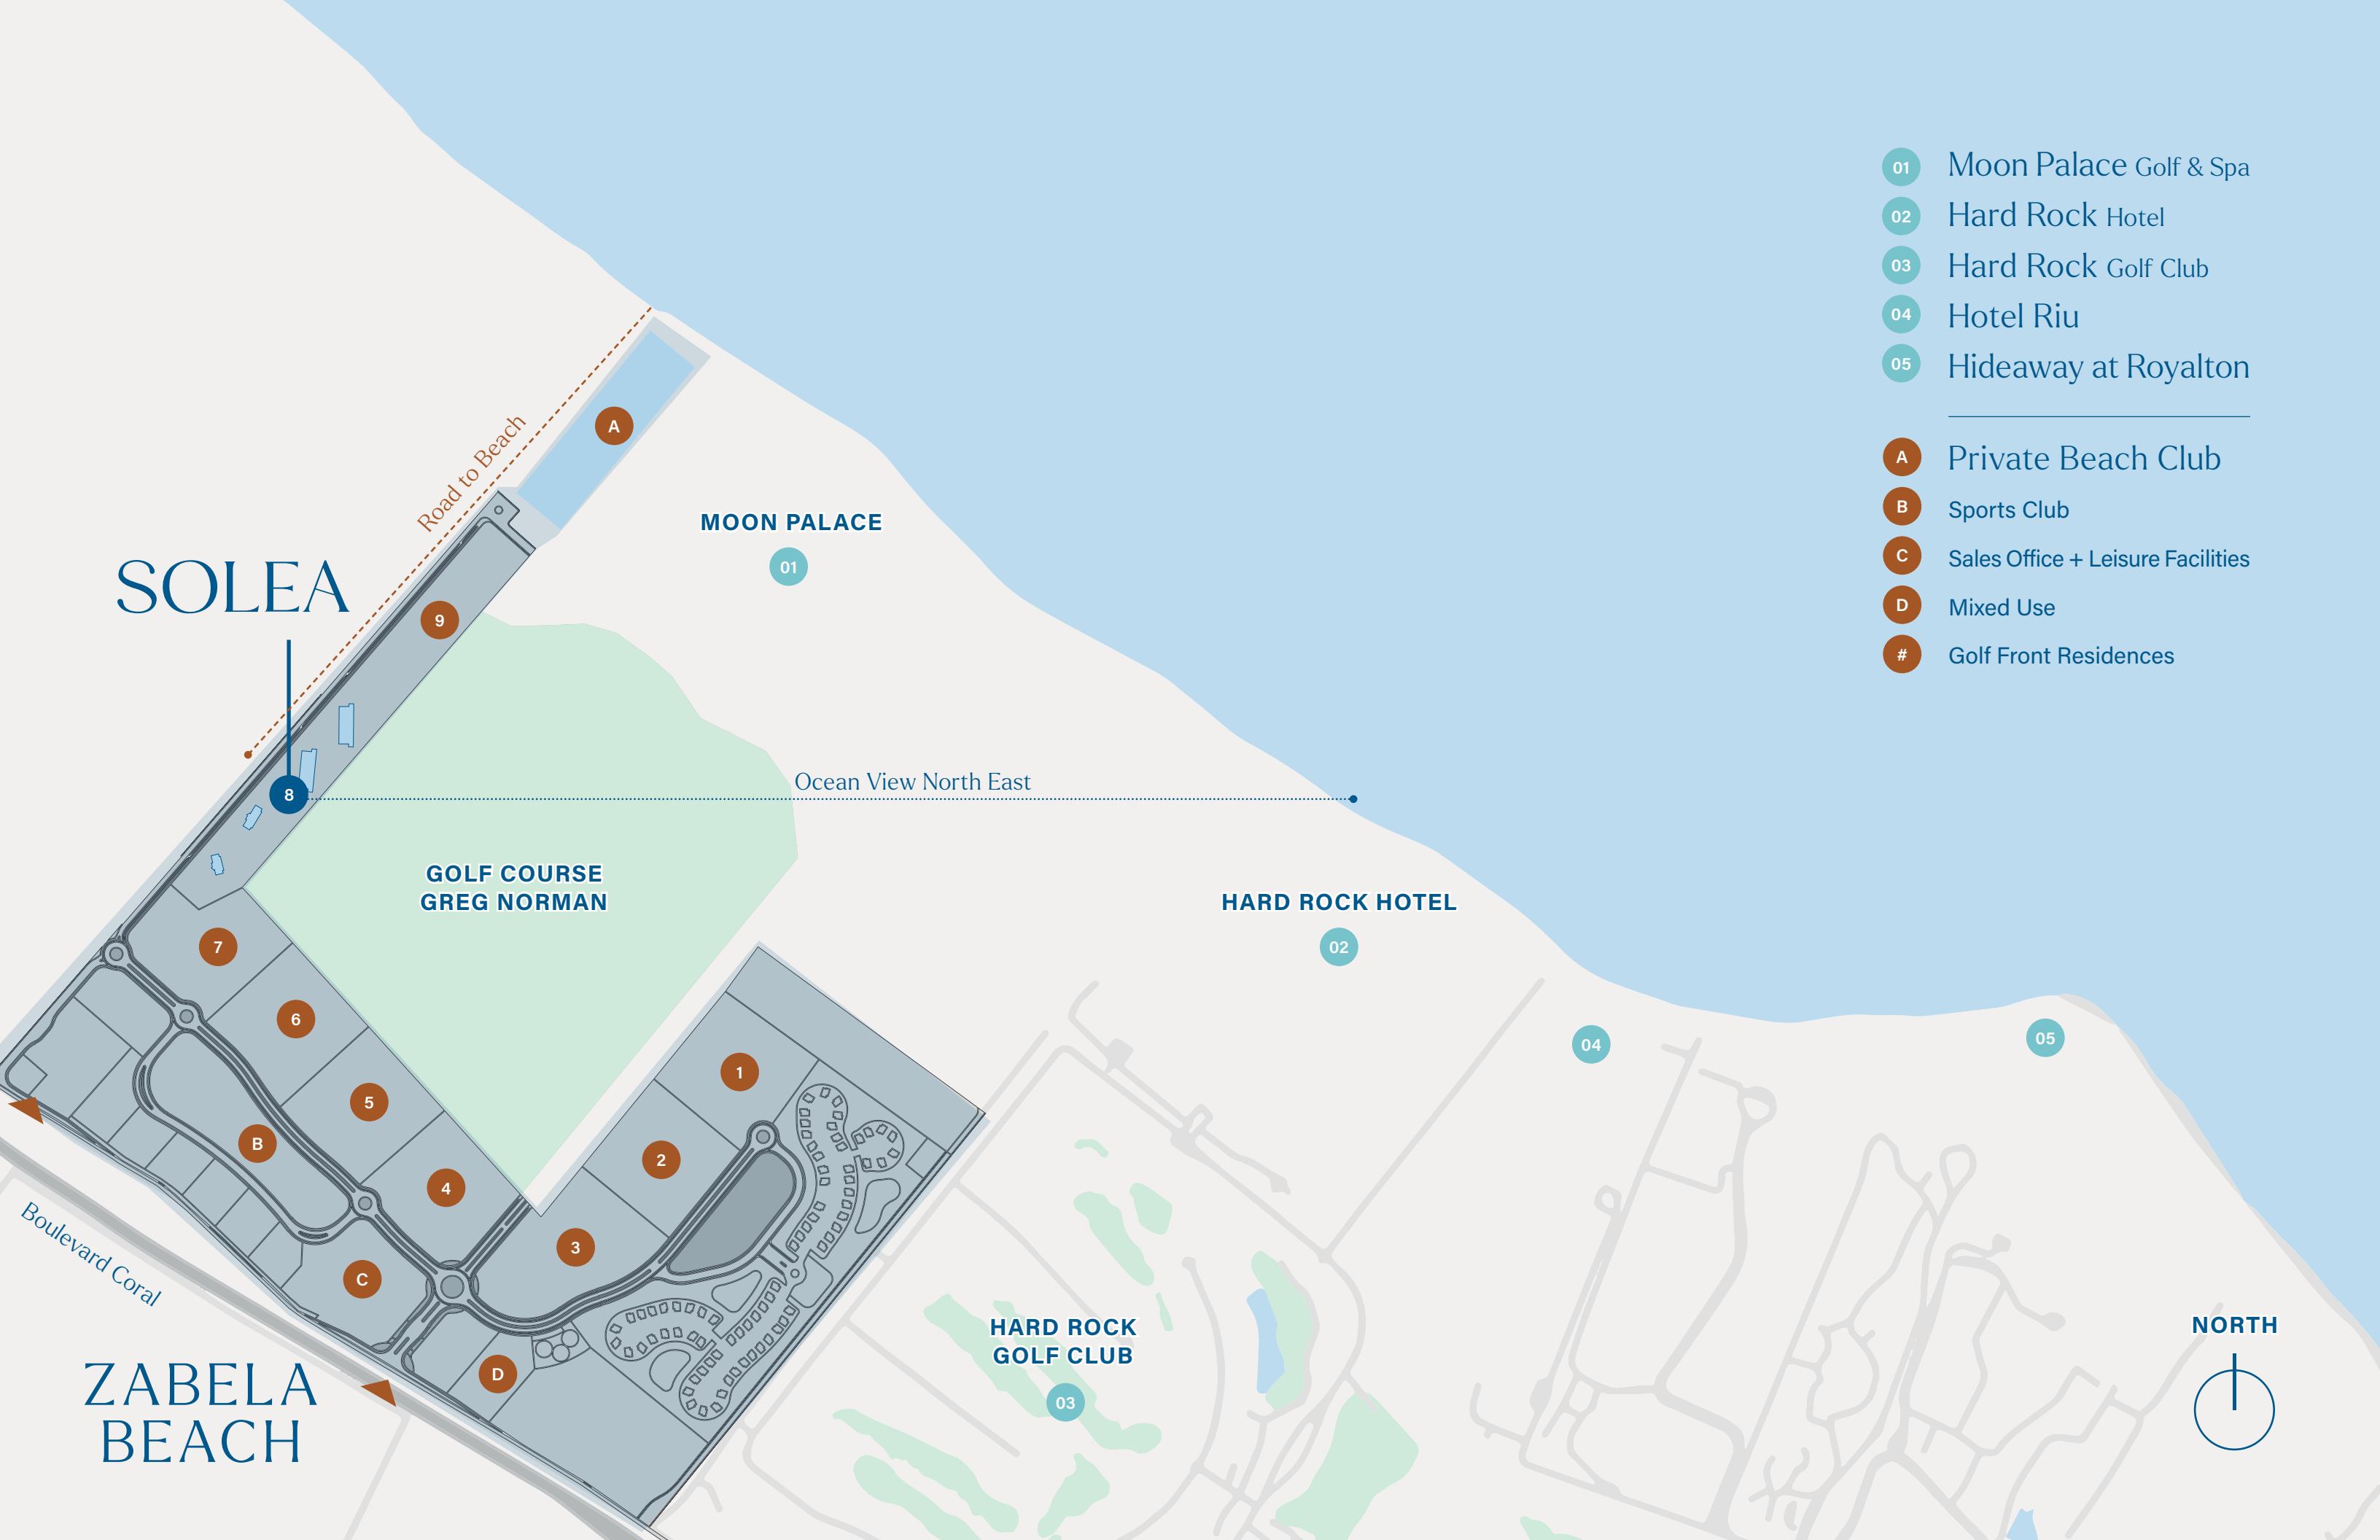 01 Moon Palace Golf & Spa
02 Hard Rock Hotel
03 Hard Rock Golf Club
04 Hotel Riu
05 Hideaway at Royalton
A Private Beach Club
B Sports Club
C Sales Office + Leisure Facilities
D Mixed Use
# Golf Front Residences
A
Road to Beach
MOON PALACE
01
SOLEA
9
8
Ocean View North East
GOLF COURSE
GREG NORMAN
HARD ROCK HOTEL
02
7
6
5
4
B
C
1
2
3
D
04
05
Boulevard Coral
ZABELA
BEACH
HARD ROCK
GOLF CLUB
03
NORTH